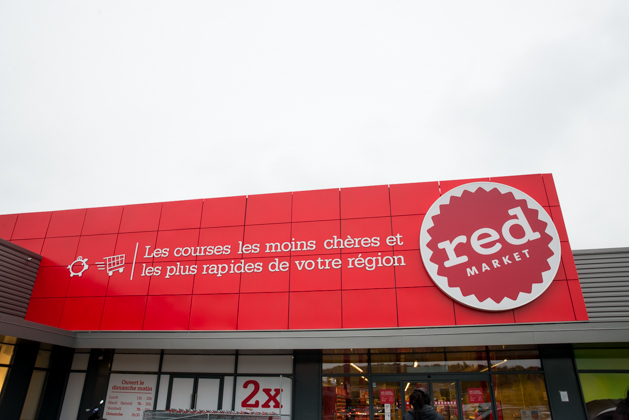 Les courses les moins chères et
les plus rapides de votre région
red
MARKET
Ouvert le
dimanche matin
2x